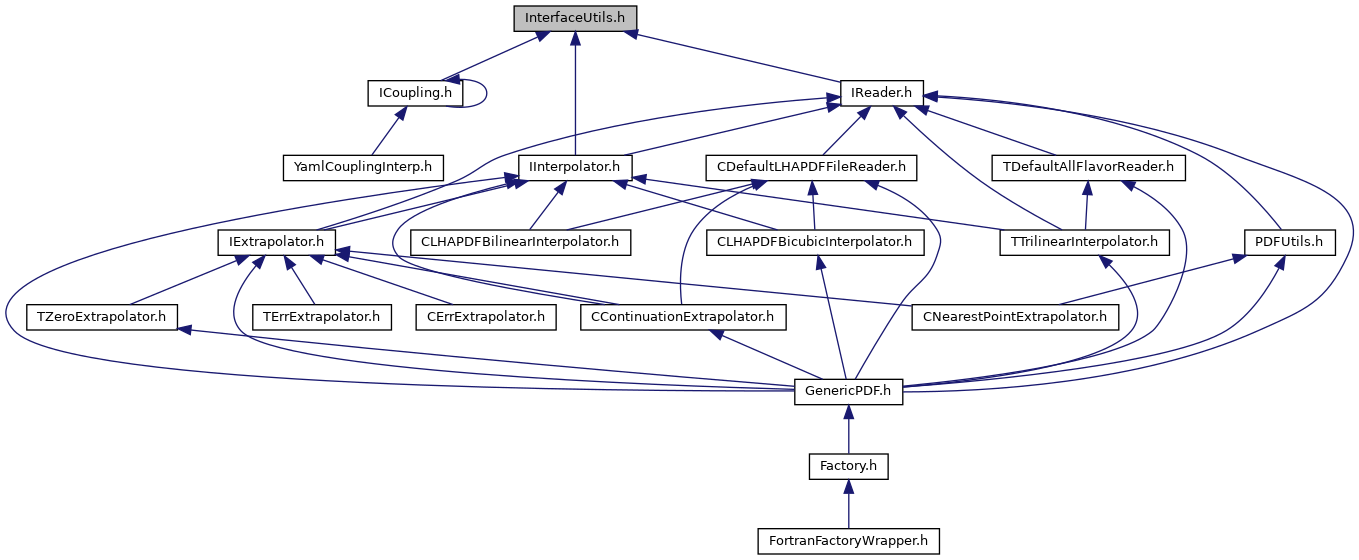 InterfaceUtils.h
ICoupling.h
IReader.h
YamlCouplingInterp.h
IInterpolator.h
CDefaultLHAPDFFileReader.h
TDefaultAllFlavorReader.h
IExtrapolator.h
CLHAPDFBilinearInterpolator.h
CLHAPDFBicubicInterpolator.h
TTrilinearInterpolator.h
PDFUtils.h
TZeroExtrapolator.h
TErrExtrapolator.h
CErrExtrapolator.h
CContinuationExtrapolator.h
CNearestPointExtrapolator.h
GenericPDF.h
Factory.h
FortranFactoryWrapper.h